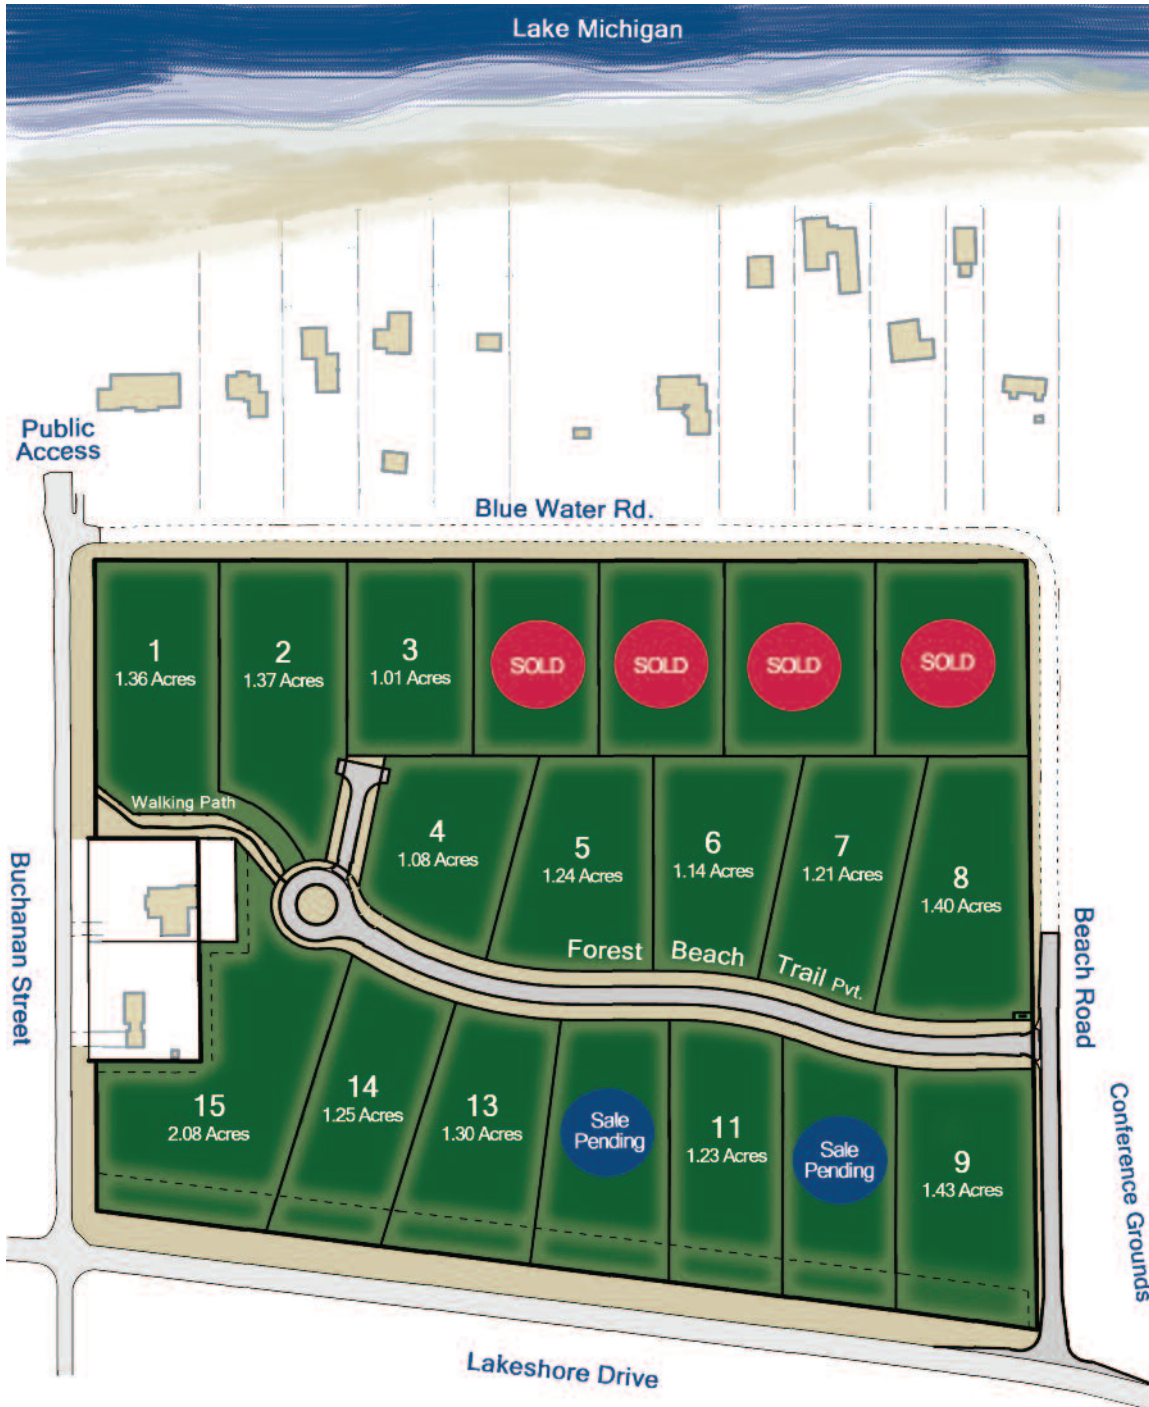 Lake Michigan
Public
Access
Blue Water Rd.
1
1.36 Acres
2
1.37 Acres
3
1.01 Acres
SOLD
SOLD
SOLD
SOLD
Walking Path
4
1.08 Acres
5
1.24 Acres
6
1.14 Acres
7
1.21 Acres
8
1.40 Acres
Forest Beach Trail Pvt.
Buchanan Street
Beach Road
Conference Grounds
15
2.08 Acres
14
1.25 Acres
13
1.30 Acres
Sale
Pending
11
1.23 Acres
Sale
Pending
9
1.43 Acres
Lakeshore Drive